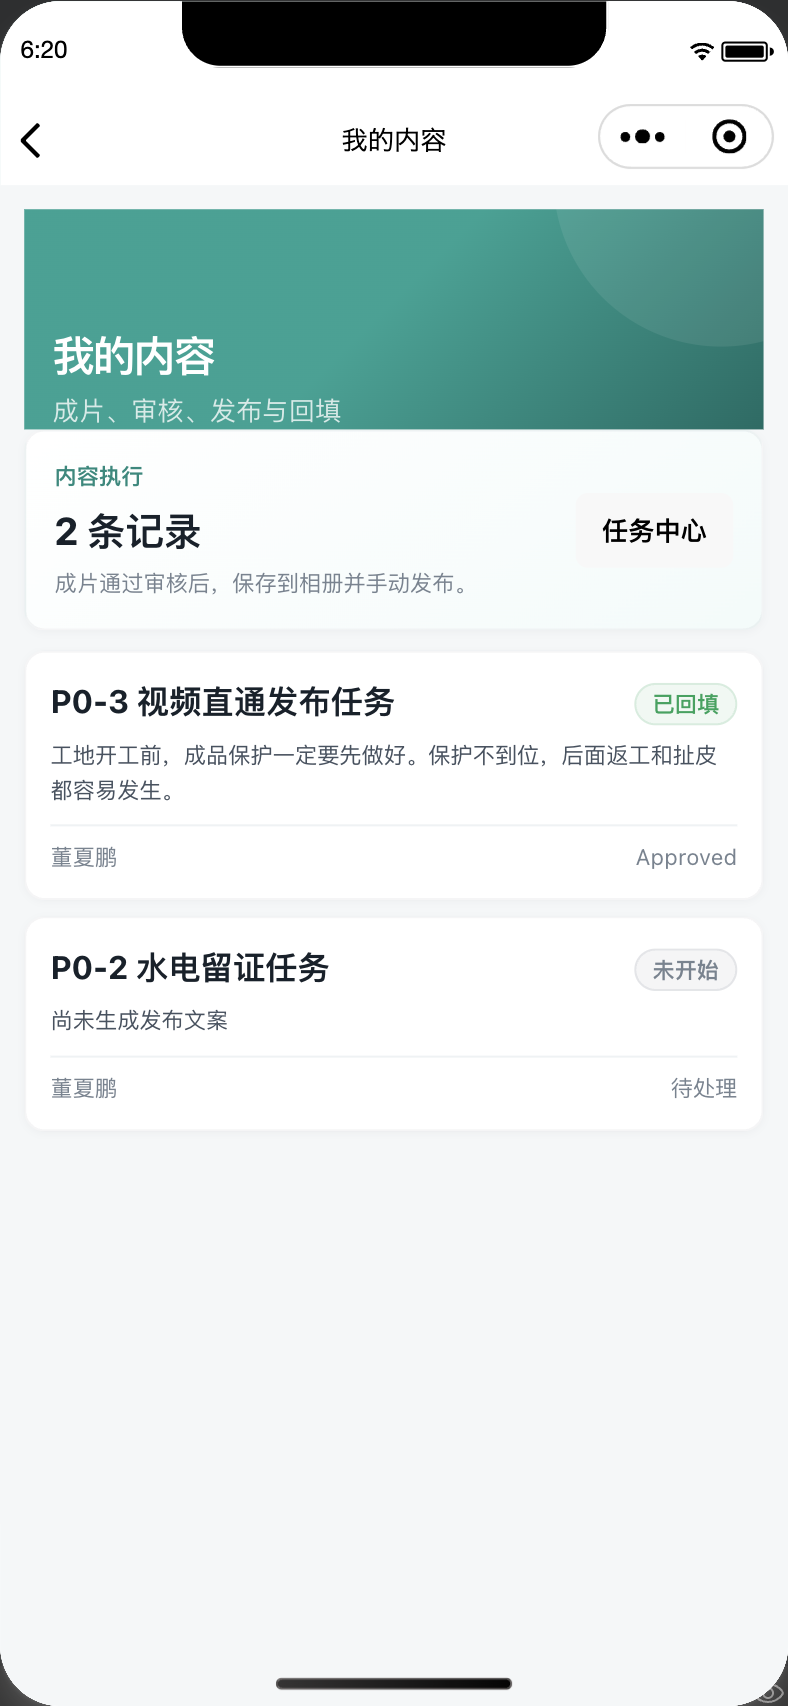 6:20
我的内容
我的内容
成片、审核、发布与回填
内容执行
2 条记录
任务中心
成片通过审核后，保存到相册并手动发布。
P0-3 视频直通发布任务
已回填
工地开工前，成品保护一定要先做好。保护不到位，后面返工和扯皮
都容易发生。
董夏鹏
Approved
P0-2 水电留证任务
未开始
尚未生成发布文案
董夏鹏
待处理